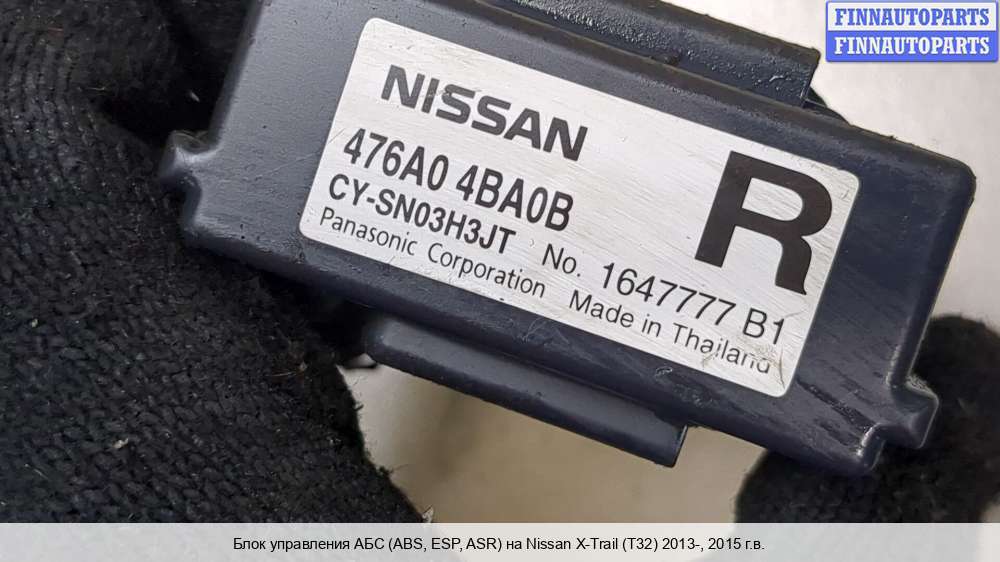 FINNAUTOPARTS
FINNAUTOPARTS
NISSAN
476A0 4BA0B
CY-SN03H3JT No. 1647777 B1
Panasonic Corporation Made in Thailand
R
Блок управления АБС (ABS, ESP, ASR) на Nissan X-Trail (T32) 2013-, 2015 г.в.